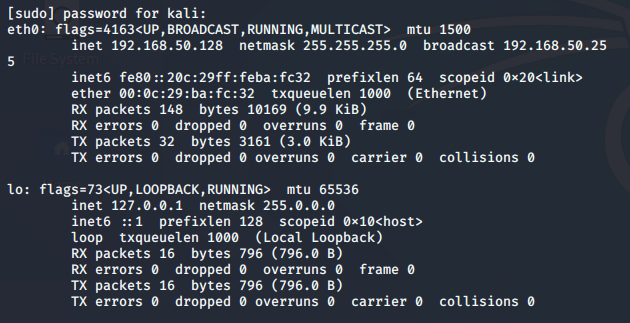 [sudo] password for kali:
eth0: flags=4163<UP,BROADCAST,RUNNING,MULTICAST>  mtu 1500
        inet 192.168.50.128  netmask 255.255.255.0  broadcast 192.168.50.25
5
        inet6 fe80::20c:29ff:feba:fc32  prefixlen 64  scopeid 0×20<link>
        ether 00:0c:29:ba:fc:32  txqueuelen 1000  (Ethernet)
        RX packets 148  bytes 10169 (9.9 KiB)
        RX errors 0  dropped 0  overruns 0  frame 0
        TX packets 32  bytes 3161 (3.0 KiB)
        TX errors 0  dropped 0 overruns 0  carrier 0  collisions 0

lo: flags=73<UP,LOOPBACK,RUNNING>  mtu 65536
        inet 127.0.0.1  netmask 255.0.0.0
        inet6 ::1  prefixlen 128  scopeid 0×10<host>
        loop  txqueuelen 1000  (Local Loopback)
        RX packets 16  bytes 796 (796.0 B)
        RX errors 0  dropped 0  overruns 0  frame 0
        TX packets 16  bytes 796 (796.0 B)
        TX errors 0  dropped 0 overruns 0  carrier 0  collisions 0
File System